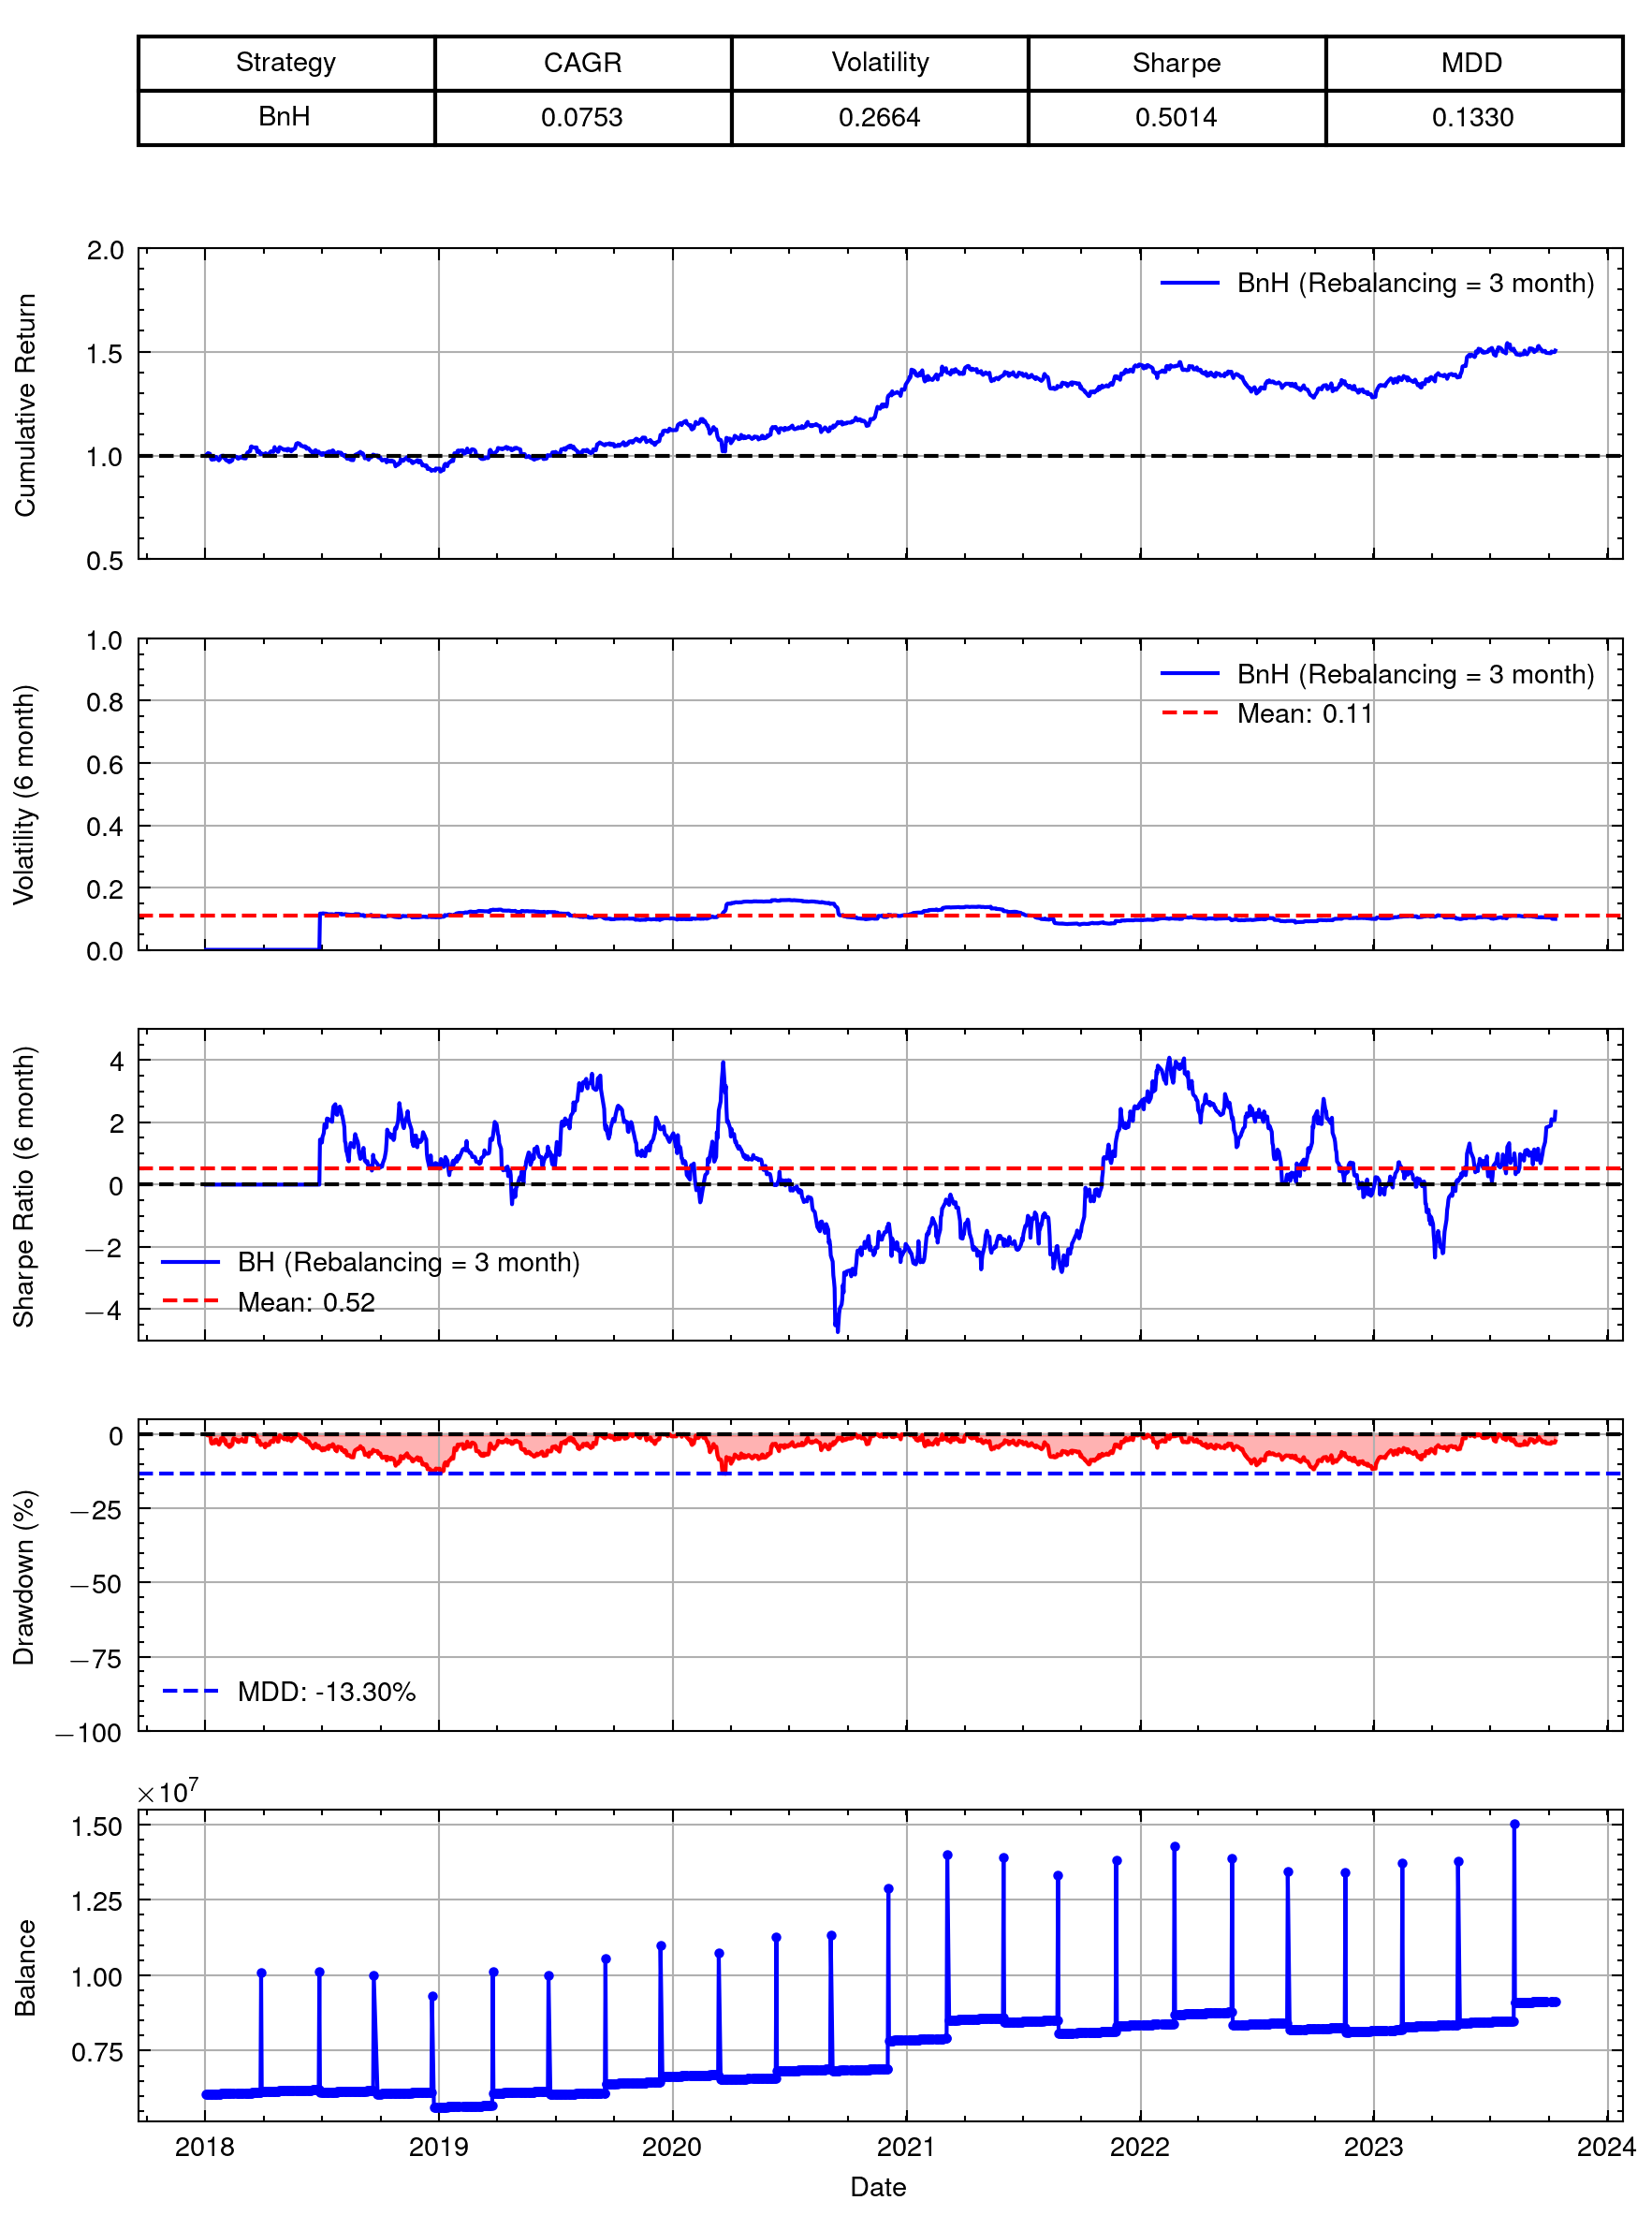 Strategy CAGR Volatility Sharpe MDD
BnH 0.0753 0.2664 0.5014 0.1330
2.0
1.5
1.0
0.5
Cumulative Return
BnH (Rebalancing = 3 month)
1.0
0.8
0.6
0.4
0.2
0.0
Volatility (6 month)
BnH (Rebalancing = 3 month)
Mean: 0.11
4
2
0
−2
−4
Sharpe Ratio (6 month)
BH (Rebalancing = 3 month)
Mean: 0.52
0
−25
−50
−75
−100
Drawdown (%)
MDD: -13.30%
×10⁷
1.50
1.25
1.00
0.75
Balance
2018 2019 2020 2021 2022 2023 2024
Date